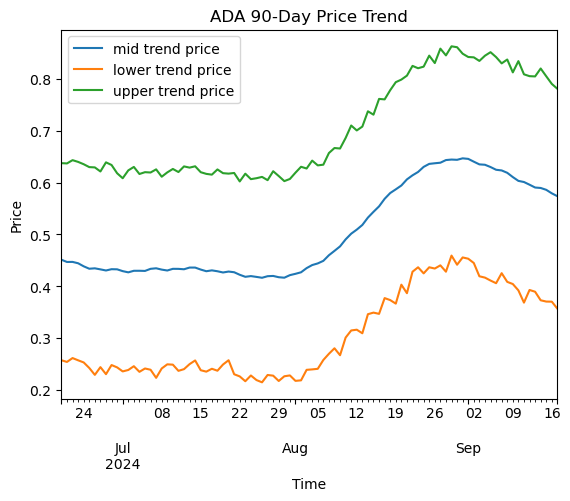 ADA 90-Day Price Trend
mid trend price
lower trend price
upper trend price
Price
0.8
0.7
0.6
0.5
0.4
0.3
0.2
24 08 15 22 29 05 12 19 26 02 09 16
Jul Aug Sep
2024
Time